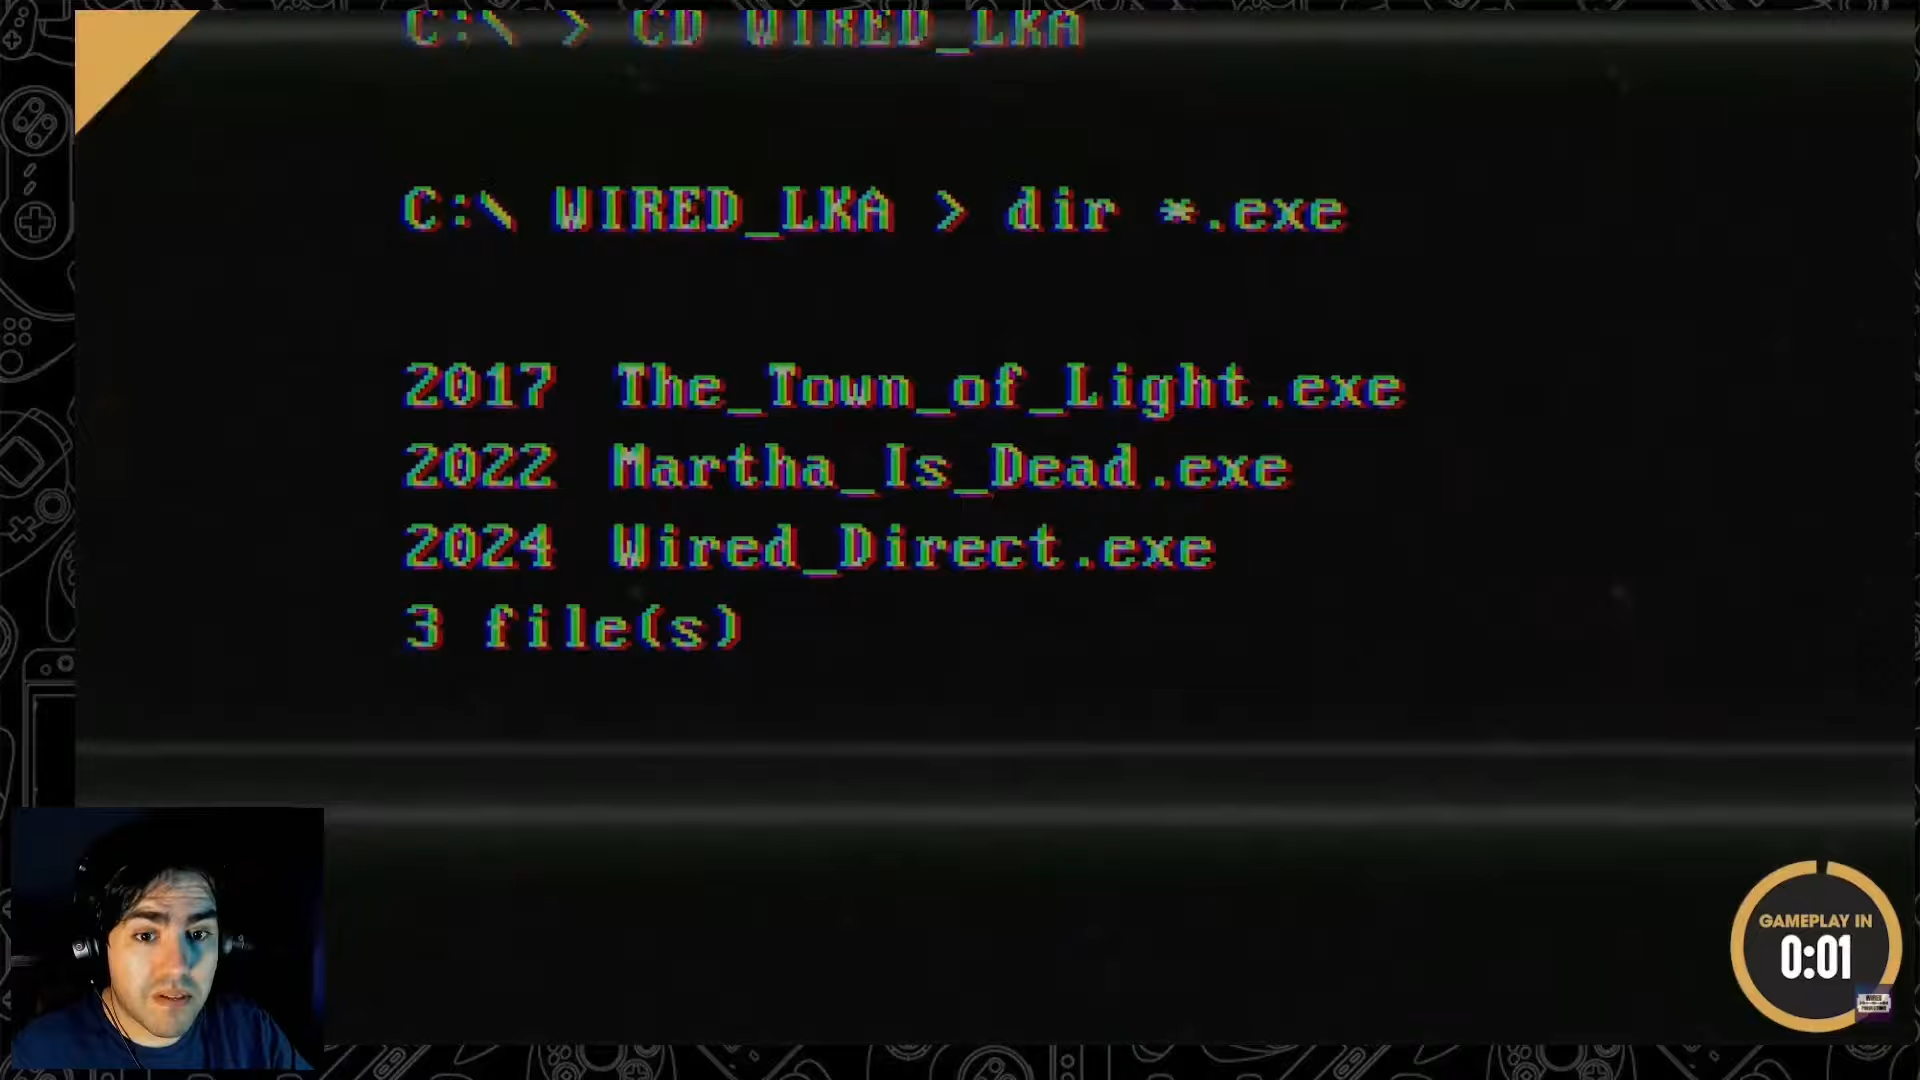 C:\ > CD WIRED_LKA
C:\ WIRED_LKA > dir *.exe
2017 The_Town_of_Light.exe
2022 Martha_Is_Dead.exe
2024 Wired_Direct.exe
3 file(s)
GAMEPLAY IN
0:01
WIRED